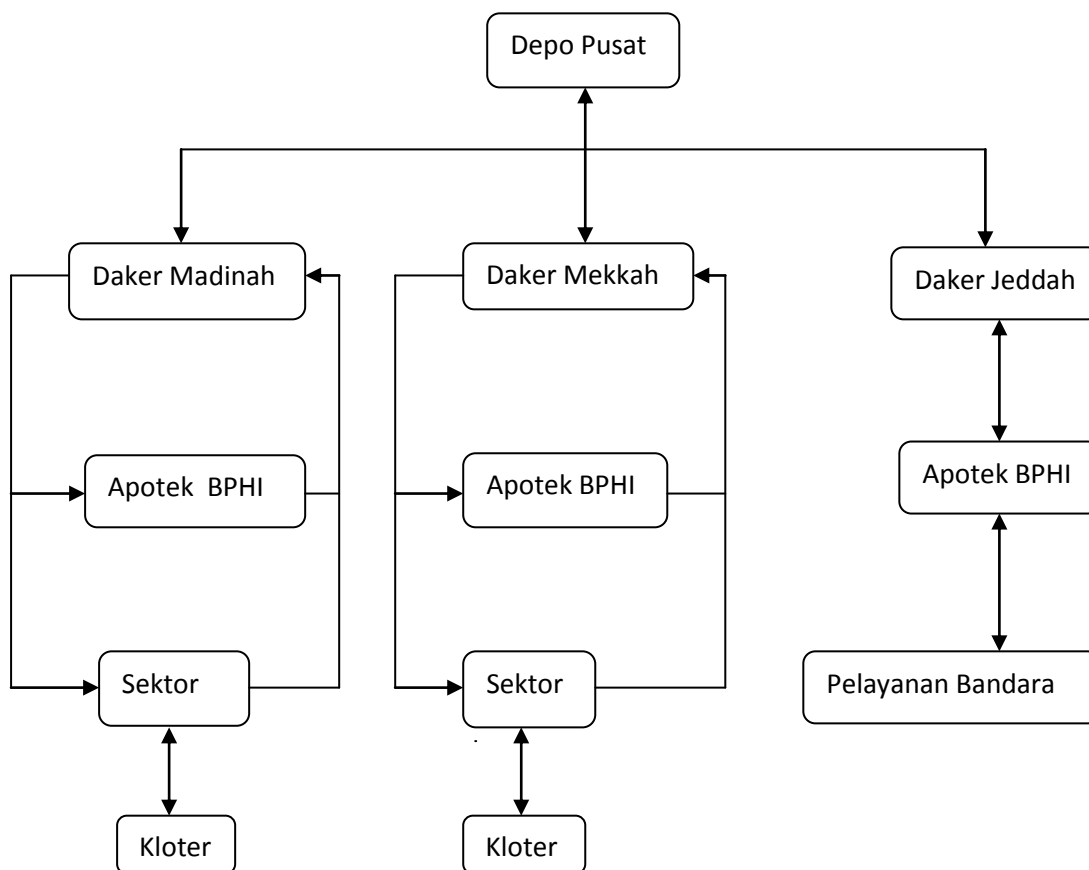 Depo Pusat
Daker Madinah
Daker Mekkah
Daker Jeddah
Apotek  BPHI
Apotek BPHI
Apotek BPHI
Sektor
Sektor
Pelayanan Bandara
Kloter
Kloter